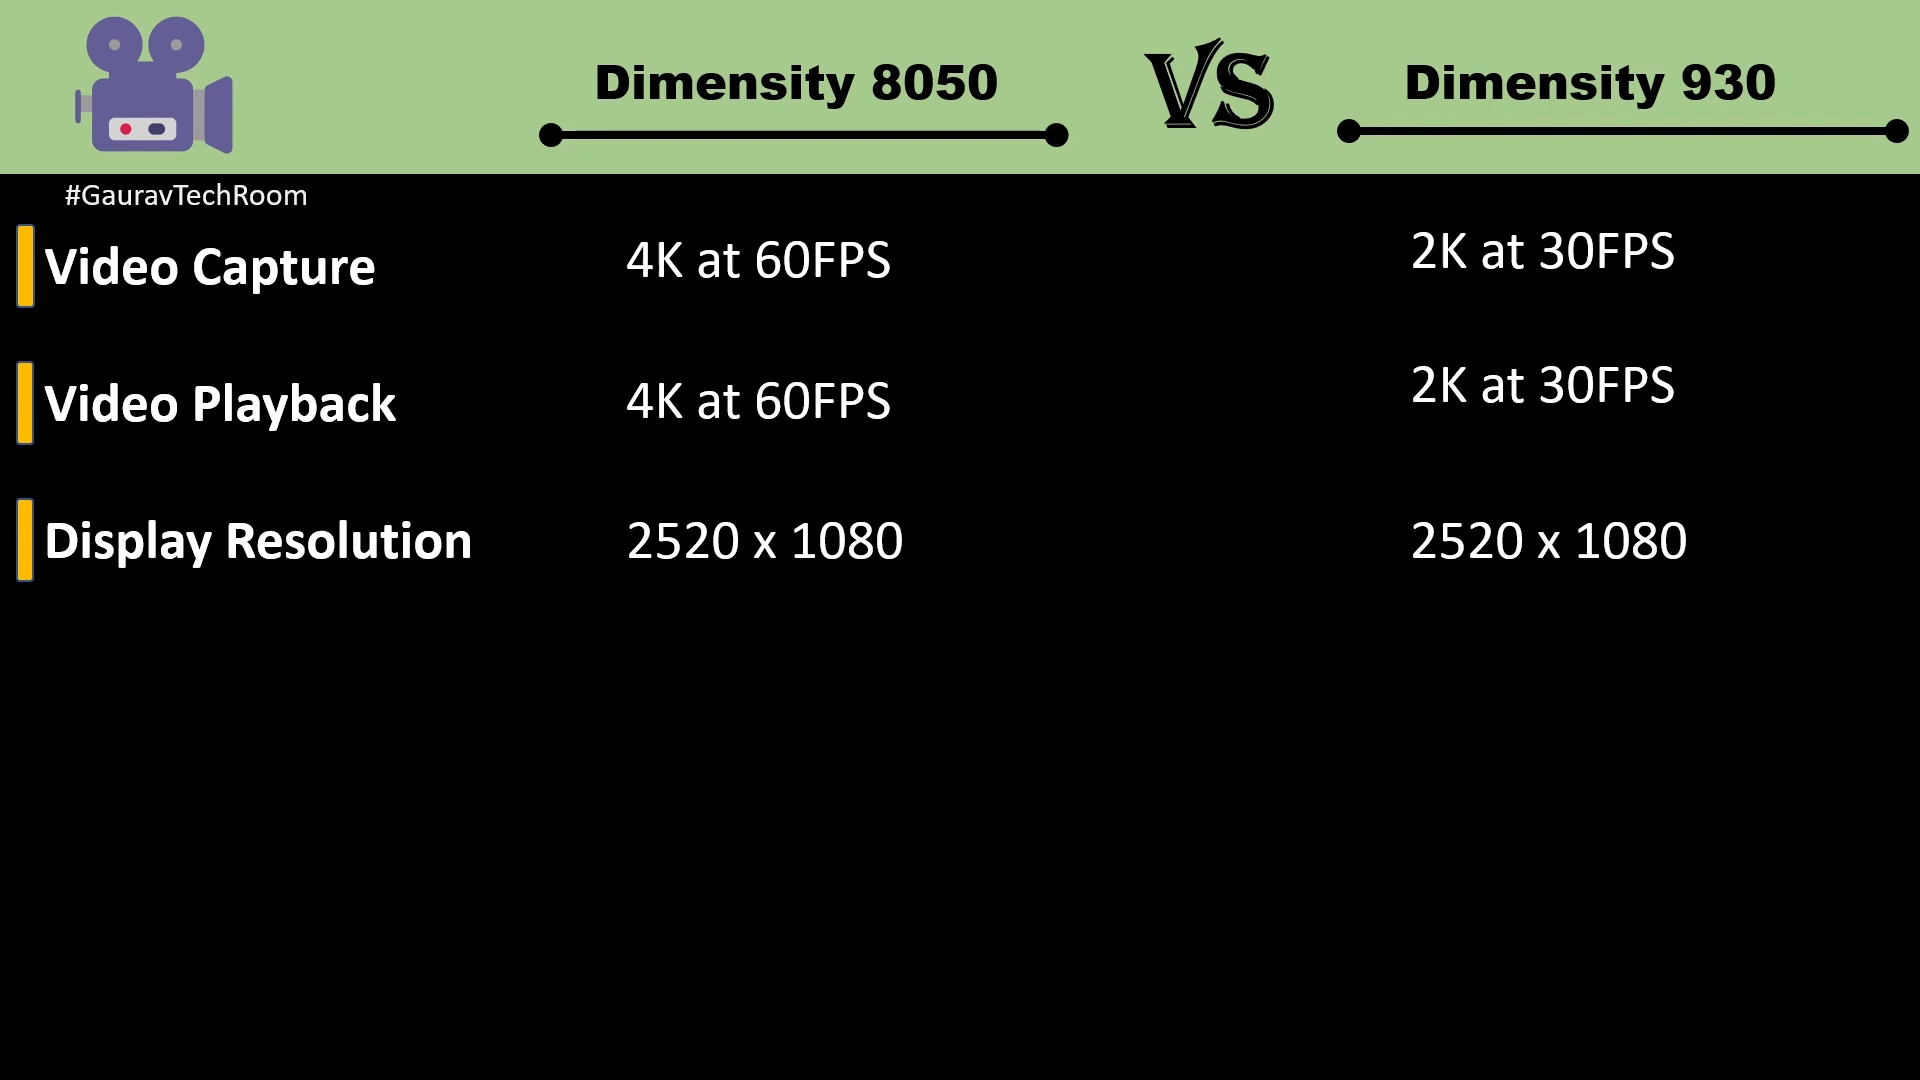 Dimensity 8050 VS Dimensity 930
#GauravTechRoom
Video Capture 4K at 60FPS 2K at 30FPS
Video Playback 4K at 60FPS 2K at 30FPS
Display Resolution 2520 x 1080 2520 x 1080